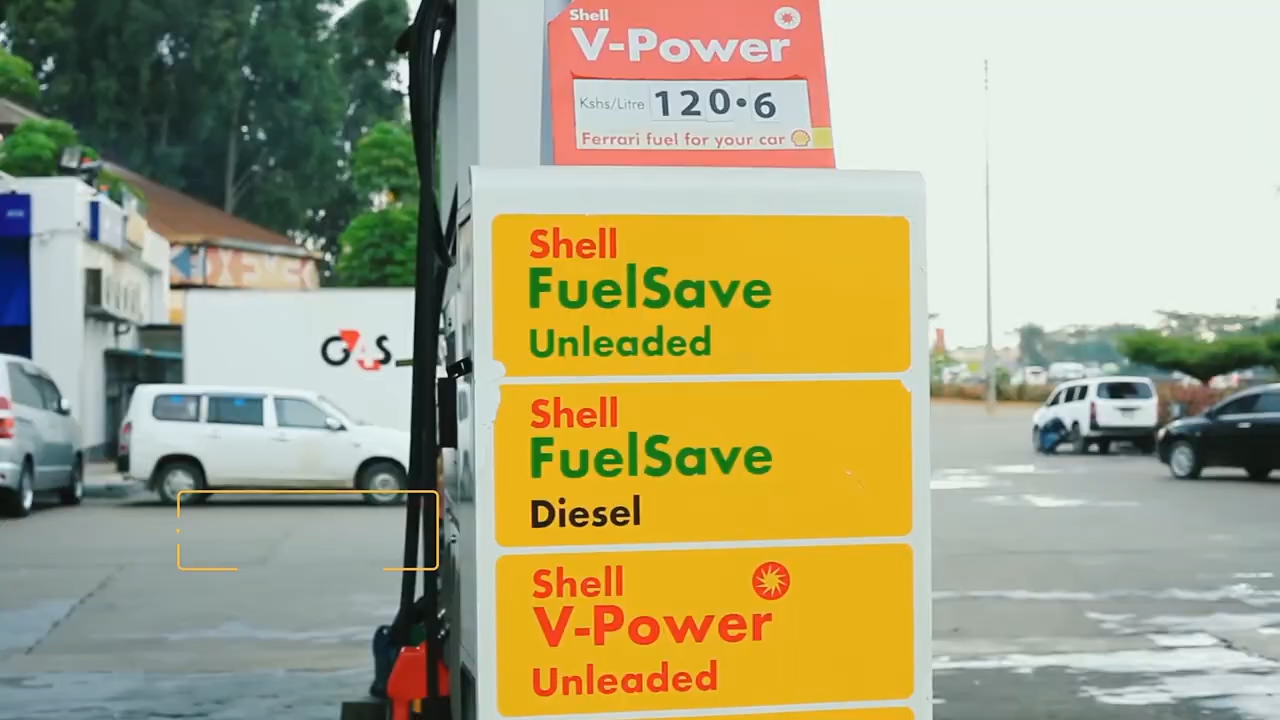 Shell
V-Power
Kshs/Litre 120.6
Ferrari fuel for your car
Shell
FuelSave
Unleaded
G4S
Shell
FuelSave
Diesel
Shell
V-Power
Unleaded